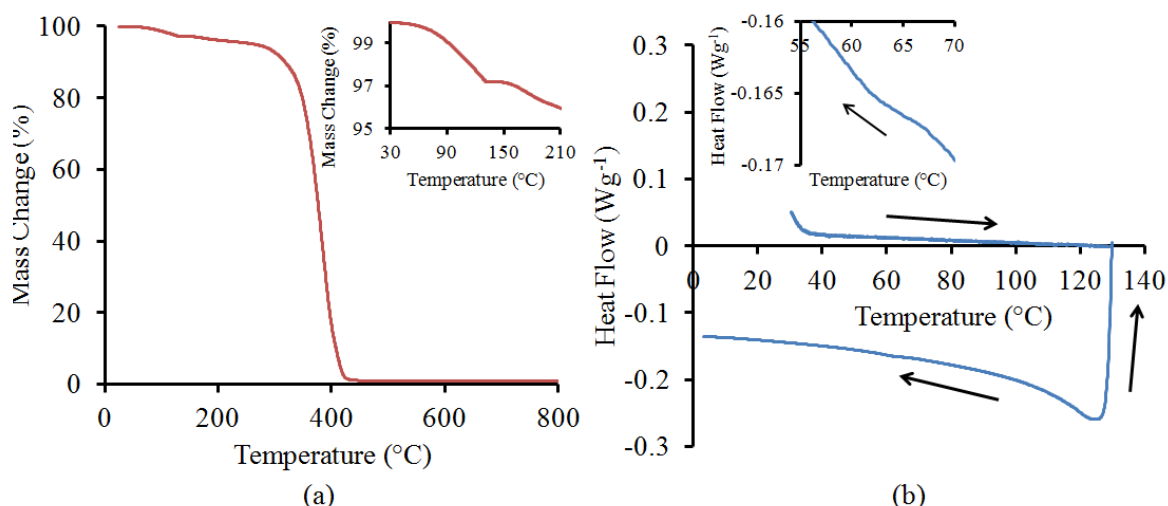 100
80
60
40
20
0
Mass Change (%)
0 200 400 600 800
Temperature (°C)
99
97
95
Mass Change (%)
30 90 150 210
Temperature (°C)
(a)
0.3
0.2
0.1
0
-0.1
-0.2
-0.3
Heat Flow (Wg-1)
0 20 40 60 80 100 120 140
Temperature (°C)
-0.16
-0.165
-0.17
Heat Flow (Wg-1)
55 60 65 70
Temperature (°C)
(b)